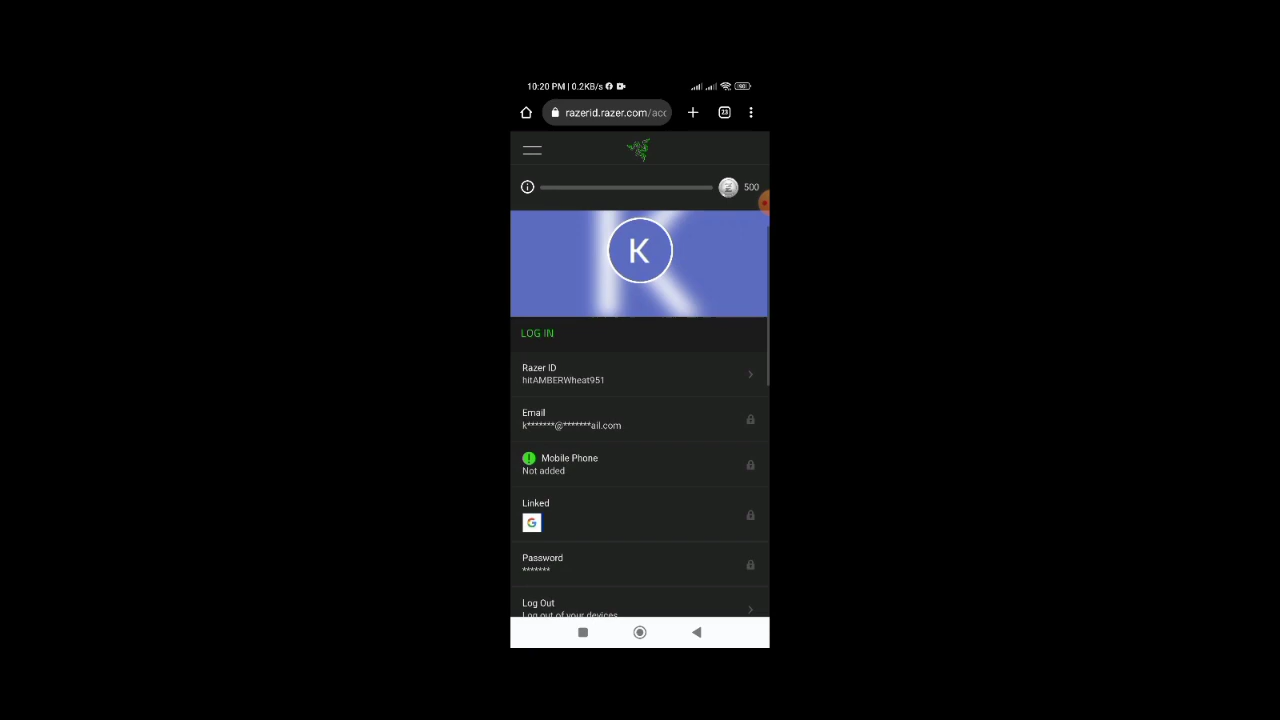 10:20 PM | 0.2KB/s
razerid.razer.com/acc
23
500
K
LOG IN
Razer ID
hitAMBERWheat951
Email
k*******@*******ail.com
Mobile Phone
Not added
Linked
G
Password
*******
Log Out
Log out of your devices